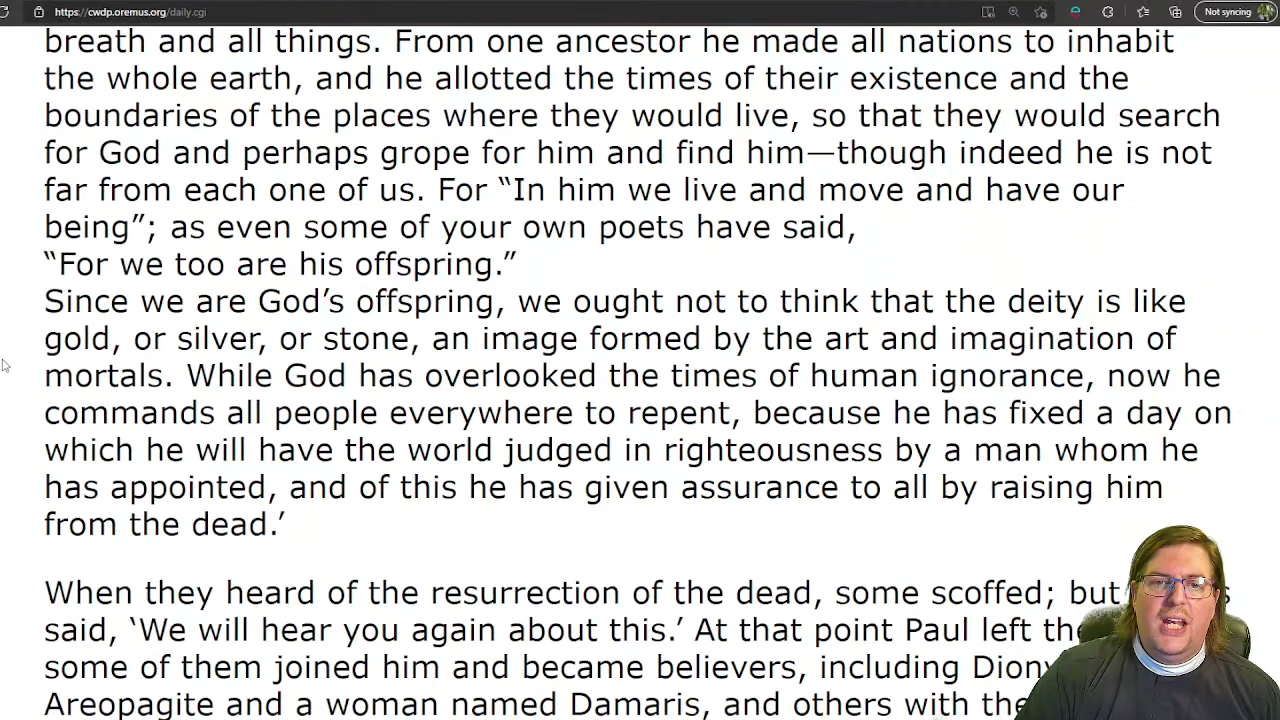 https://cwdp.oremus.org/daily.cgi
Not syncing
breath and all things. From one ancestor he made all nations to inhabit
the whole earth, and he allotted the times of their existence and the
boundaries of the places where they would live, so that they would search
for God and perhaps grope for him and find him—though indeed he is not
far from each one of us. For “In him we live and move and have our
being”; as even some of your own poets have said,
“For we too are his offspring.”
Since we are God’s offspring, we ought not to think that the deity is like
gold, or silver, or stone, an image formed by the art and imagination of
mortals. While God has overlooked the times of human ignorance, now he
commands all people everywhere to repent, because he has fixed a day on
which he will have the world judged in righteousness by a man whom he
has appointed, and of this he has given assurance to all by raising him
from the dead.’
When they heard of the resurrection of the dead, some scoffed; but
said, ‘We will hear you again about this.’ At that point Paul left
some of them joined him and became believers, including
Areopagite and a woman named Damaris, and others with